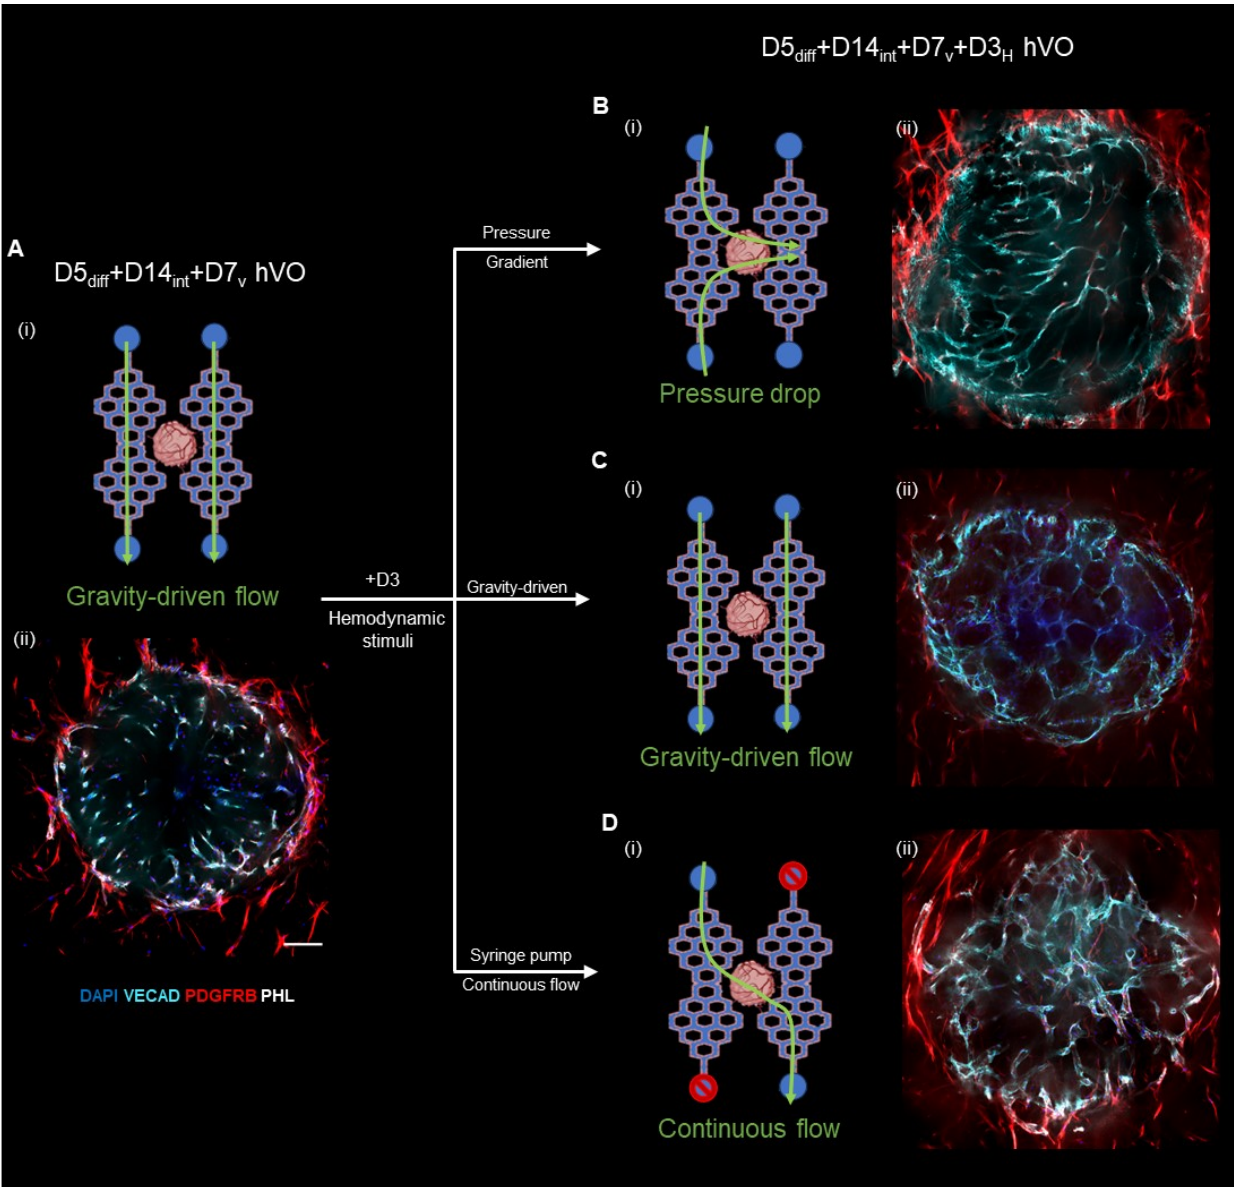 D5diff+D14int+D7v+D3H hVO
B
(i)
(ii)
Pressure
Gradient
Pressure drop
A
D5diff+D14int+D7v hVO
(i)
Gravity-driven flow
(ii)
DAPI VECAD PDGFRB PHL
+D3
Hemodynamic
stimuli
C
(i)
(ii)
Gravity-driven
Gravity-driven flow
D
(i)
(ii)
Syringe pump
Continuous flow
Continuous flow